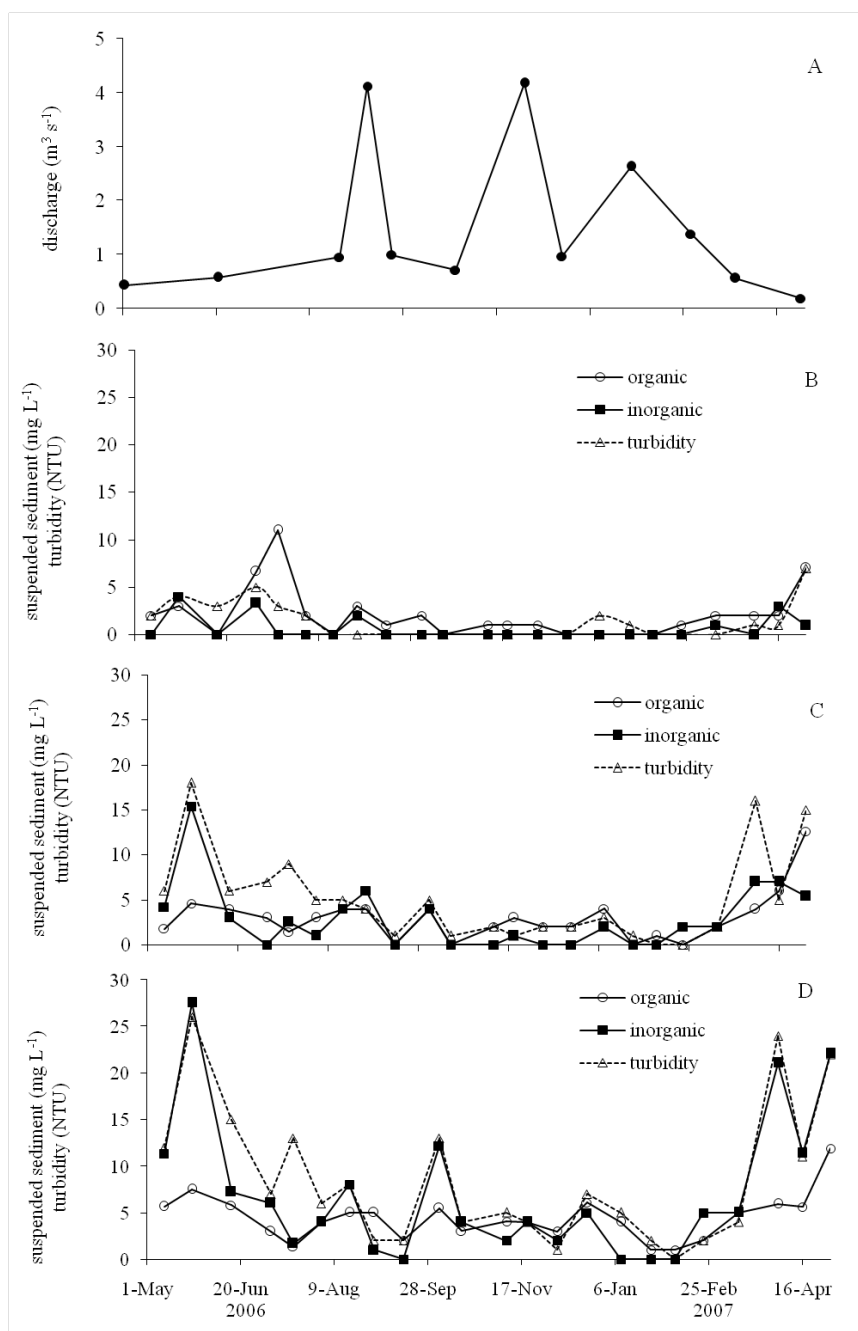 A
discharge (m³ s⁻¹)
5
4
3
2
1
0
B
suspended sediment (mg L⁻¹)
turbidity (NTU)
30
25
20
15
10
5
0
organic
inorganic
turbidity
C
suspended sediment (mg L⁻¹)
turbidity (NTU)
30
25
20
15
10
5
0
organic
inorganic
turbidity
D
suspended sediment (mg L⁻¹)
turbidity (NTU)
30
25
20
15
10
5
0
organic
inorganic
turbidity
1-May 20-Jun 9-Aug 28-Sep 17-Nov 6-Jan 25-Feb 16-Apr
2006 2007